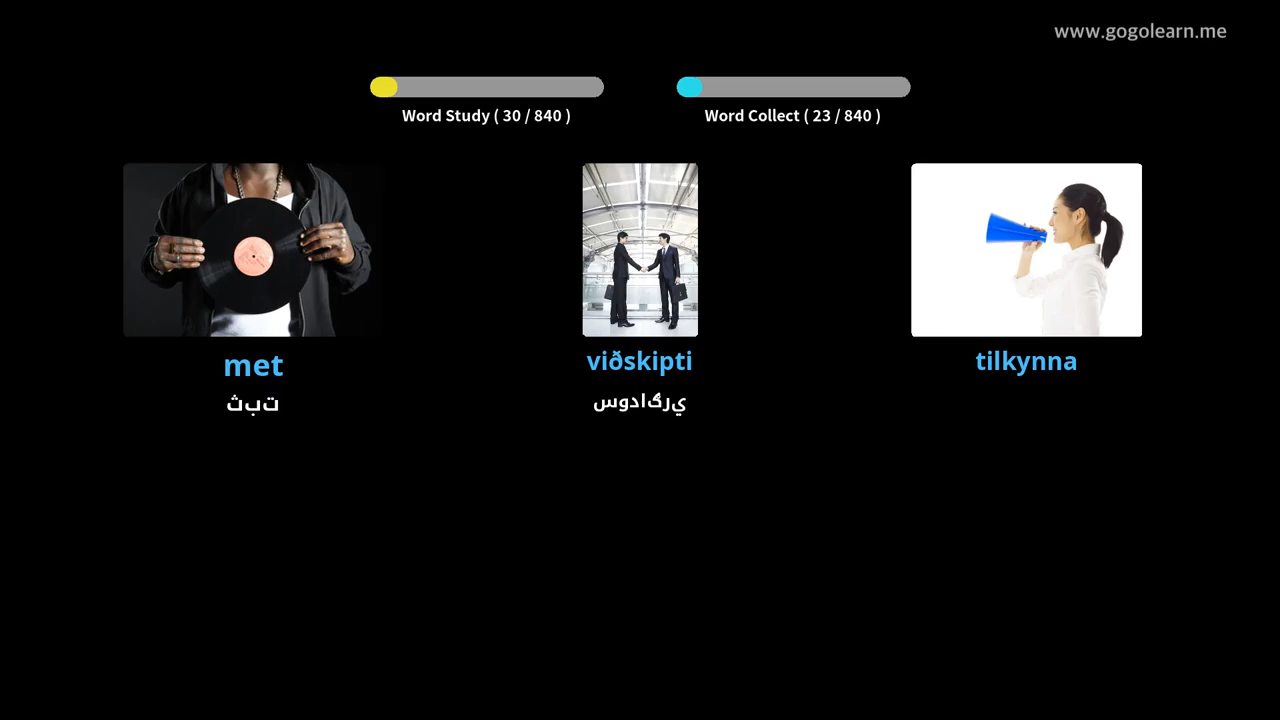 www.gogolearn.me
Word Study ( 30 / 840 )
Word Collect ( 23 / 840 )
met
viðskipti
tilkynna
تبث
يرگادوس